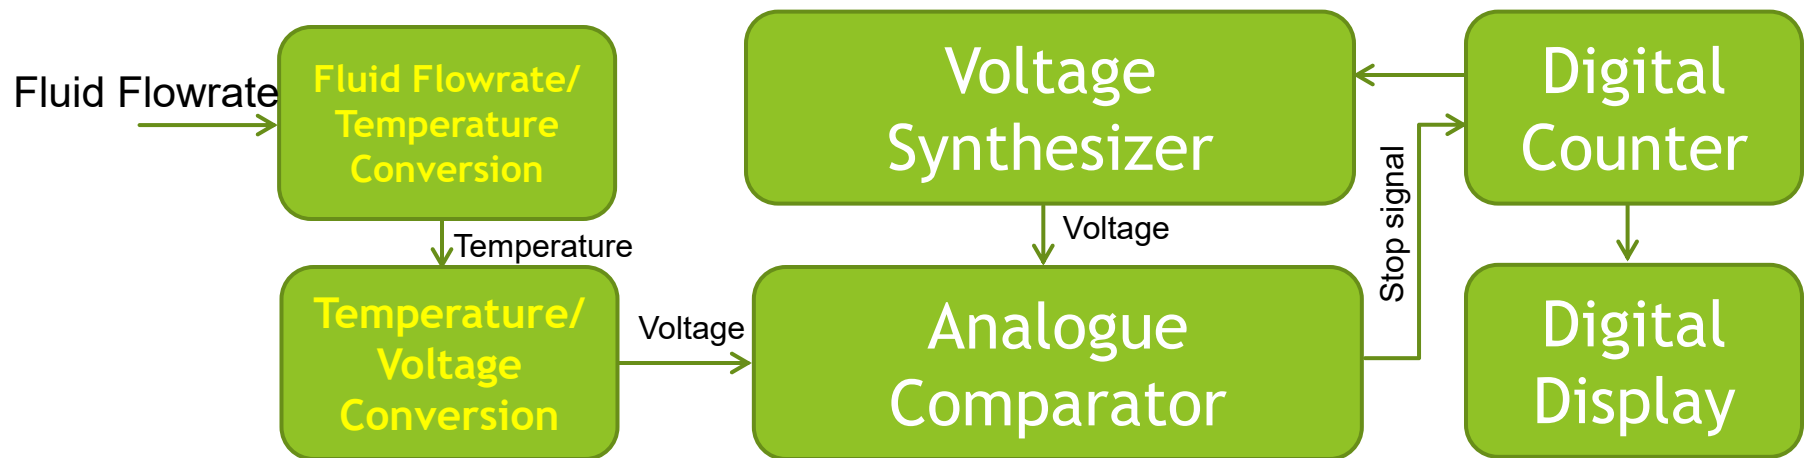 Fluid Flowrate
Fluid Flowrate/
Temperature
Conversion
Temperature
Temperature/
Voltage
Conversion
Voltage
Voltage
Synthesizer
Voltage
Analogue
Comparator
Stop signal
Digital
Counter
Digital
Display